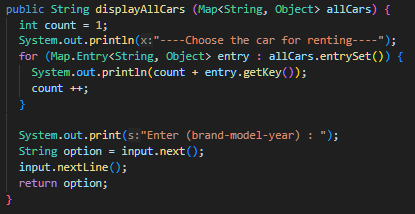 public String displayAllCars (Map<String, Object> allCars) {
int count = 1;
System.out.println(x:"----Choose the car for renting----");
for (Map.Entry<String, Object> entry : allCars.entrySet()) {
System.out.println(count + entry.getKey());
count ++;
}
System.out.print(s:"Enter (brand-model-year) : ");
String option = input.next();
input.nextLine();
return option;
}